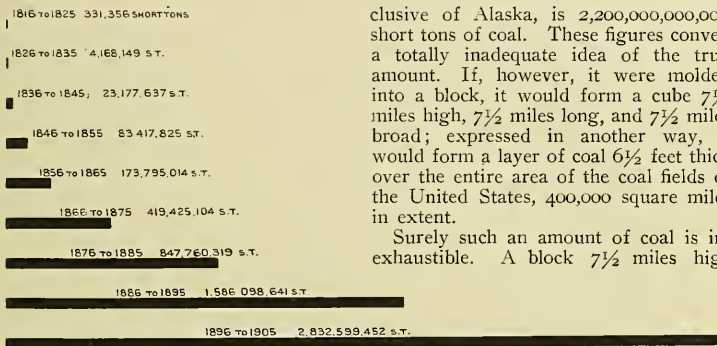 1816 TO 1825 331,356 SHORT TONS
1826 TO 1835 4,168,149 S.T.
1836 TO 1845; 23,177,637 S.T.
1846 TO 1855 83 417,825 S.T.
1856 TO 1865 173,795,014 S.T.
1866 TO 1875 419,425,104 S.T.
1876 TO 1885 847,760,319 S.T.
1886 TO 1895 1,586 098,641 S.T.
1896 TO 1905 2,832,599,452 S.T.
clusive of Alaska, is 2,200,000,000,00
short tons of coal. These figures conve
a totally inadequate idea of the tru
amount. If, however, it were molde
into a block, it would form a cube 7½
miles high, 7½ miles long, and 7½ mile
broad; expressed in another way,
would form a layer of coal 6½ feet thic
over the entire area of the coal fields o
the United States, 400,000 square mile
in extent.
Surely such an amount of coal is in
exhaustible. A block 7½ miles hig